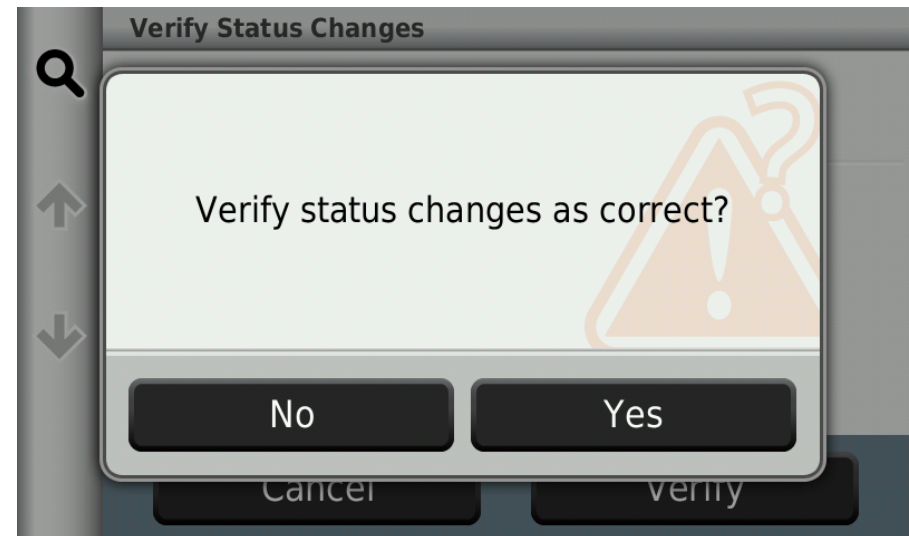 Verify Status Changes
Verify status changes as correct?
No
Yes
Cancel
Verify